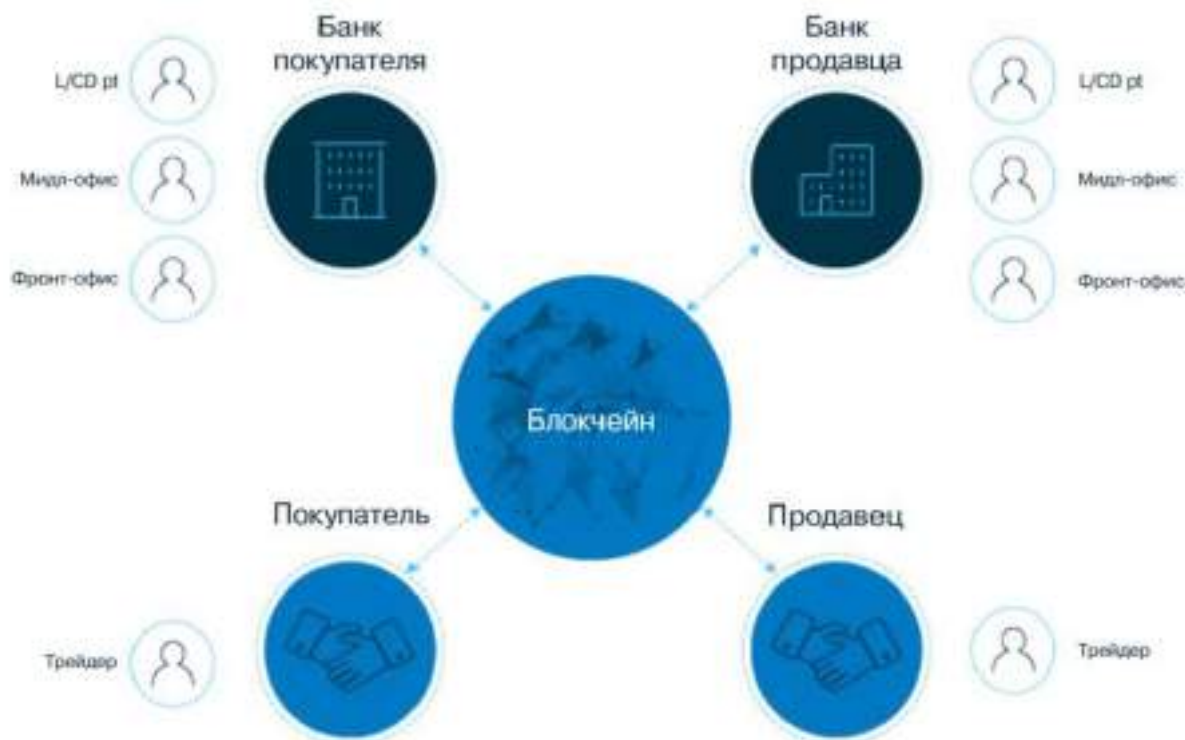 Банк
покупателя
Банк
продавца
L/CD pt
L/CD pt
Мидл-офис
Мидл-офис
Фронт-офис
Фронт-офис
Блокчейн
Покупатель
Продавец
Трейдер
Трейдер